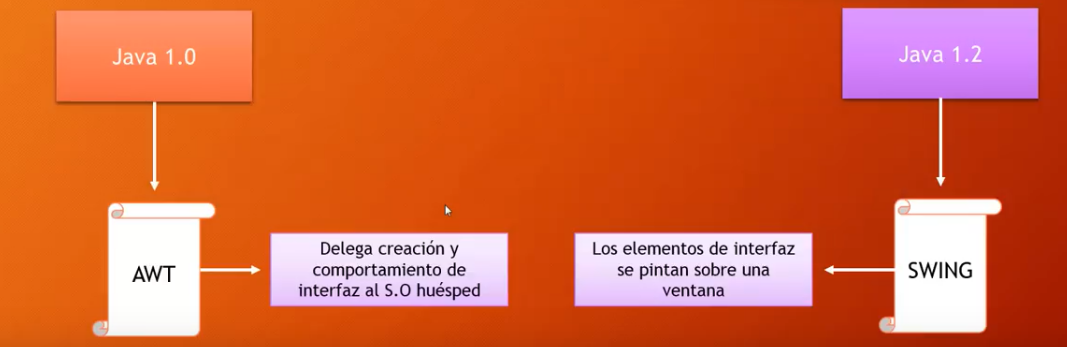 Java 1.0
Java 1.2
AWT
Delega creación y
comportamiento de
interfaz al S.O huésped
Los elementos de interfaz
se pintan sobre una
ventana
SWING